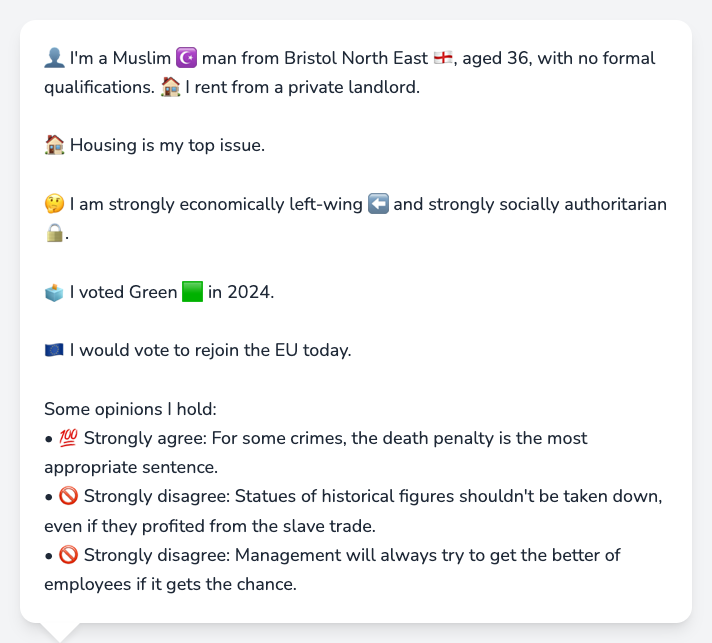 👤 I'm a Muslim ☪️ man from Bristol North East 🏴󠁧󠁢󠁥󠁮󠁧󠁿, aged 36, with no formal
qualifications. 🏠 I rent from a private landlord.
🏠 Housing is my top issue.
🤔 I am strongly economically left-wing ⬅️ and strongly socially authoritarian
🔒.
🗳️ I voted Green 🟩 in 2024.
🇪🇺 I would vote to rejoin the EU today.
Some opinions I hold:
• 💯 Strongly agree: For some crimes, the death penalty is the most
appropriate sentence.
• 🚫 Strongly disagree: Statues of historical figures shouldn't be taken down,
even if they profited from the slave trade.
• 🚫 Strongly disagree: Management will always try to get the better of
employees if it gets the chance.